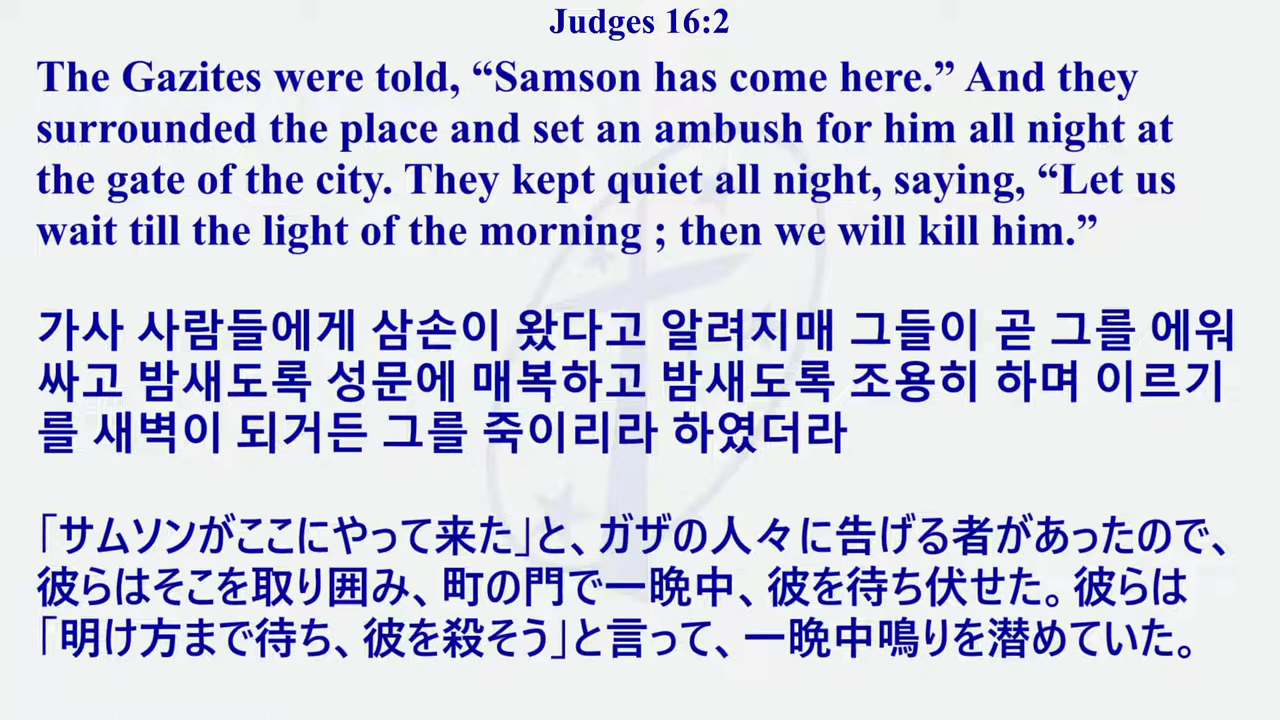 Judges 16:2
The Gazites were told, “Samson has come here.” And they
surrounded the place and set an ambush for him all night at
the gate of the city. They kept quiet all night, saying, “Let us
wait till the light of the morning ; then we will kill him.”
가사 사람들에게 삼손이 왔다고 알려지매 그들이 곧 그를 에워
싸고 밤새도록 성문에 매복하고 밤새도록 조용히 하며 이르기
를 새벽이 되거든 그를 죽이리라 하였더라
「サムソンがここにやって来た」と、ガザの人々に告げる者があったので、
彼らはそこを取り囲み、町の門で一晩中、彼を待ち伏せた。彼らは
「明け方まで待ち、彼を殺そう」と言って、一晩中鳴りを潜めていた。